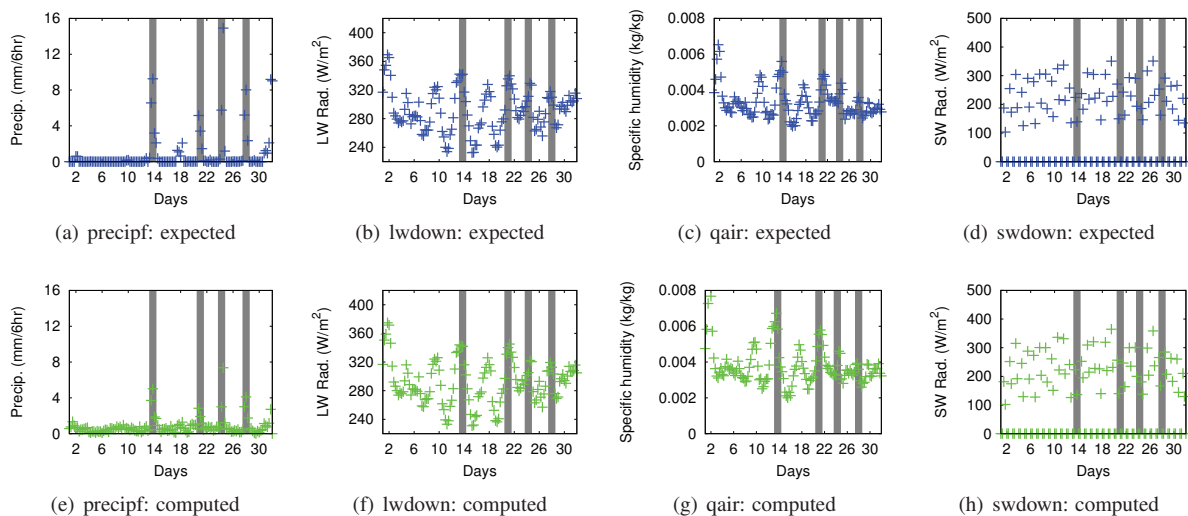 Precip. (mm/6hr)
16
12
8
4
0
2 6 10 14 18 22 26 30
Days
(a) precipf: expected
LW Rad. (W/m²)
400
360
320
280
240
2 6 10 14 18 22 26 30
Days
(b) lwdown: expected
Specific humidity (kg/kg)
0.008
0.006
0.004
0.002
0.000
2 6 10 14 18 22 26 30
Days
(c) qair: expected
SW Rad. (W/m²)
500
400
300
200
100
0
2 6 10 14 18 22 26 30
Days
(d) swdown: expected
Precip. (mm/6hr)
16
12
8
4
0
2 6 10 14 18 22 26 30
Days
(e) precipf: computed
LW Rad. (W/m²)
400
360
320
280
240
2 6 10 14 18 22 26 30
Days
(f) lwdown: computed
Specific humidity (kg/kg)
0.008
0.006
0.004
0.002
0.000
2 6 10 14 18 22 26 30
Days
(g) qair: computed
SW Rad. (W/m²)
500
400
300
200
100
0
2 6 10 14 18 22 26 30
Days
(h) swdown: computed